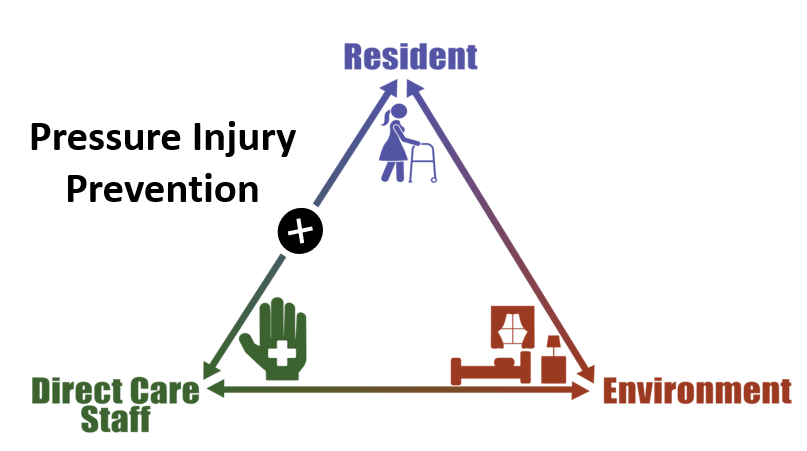 Resident
Pressure Injury
Prevention
Direct Care
Staff
Environment